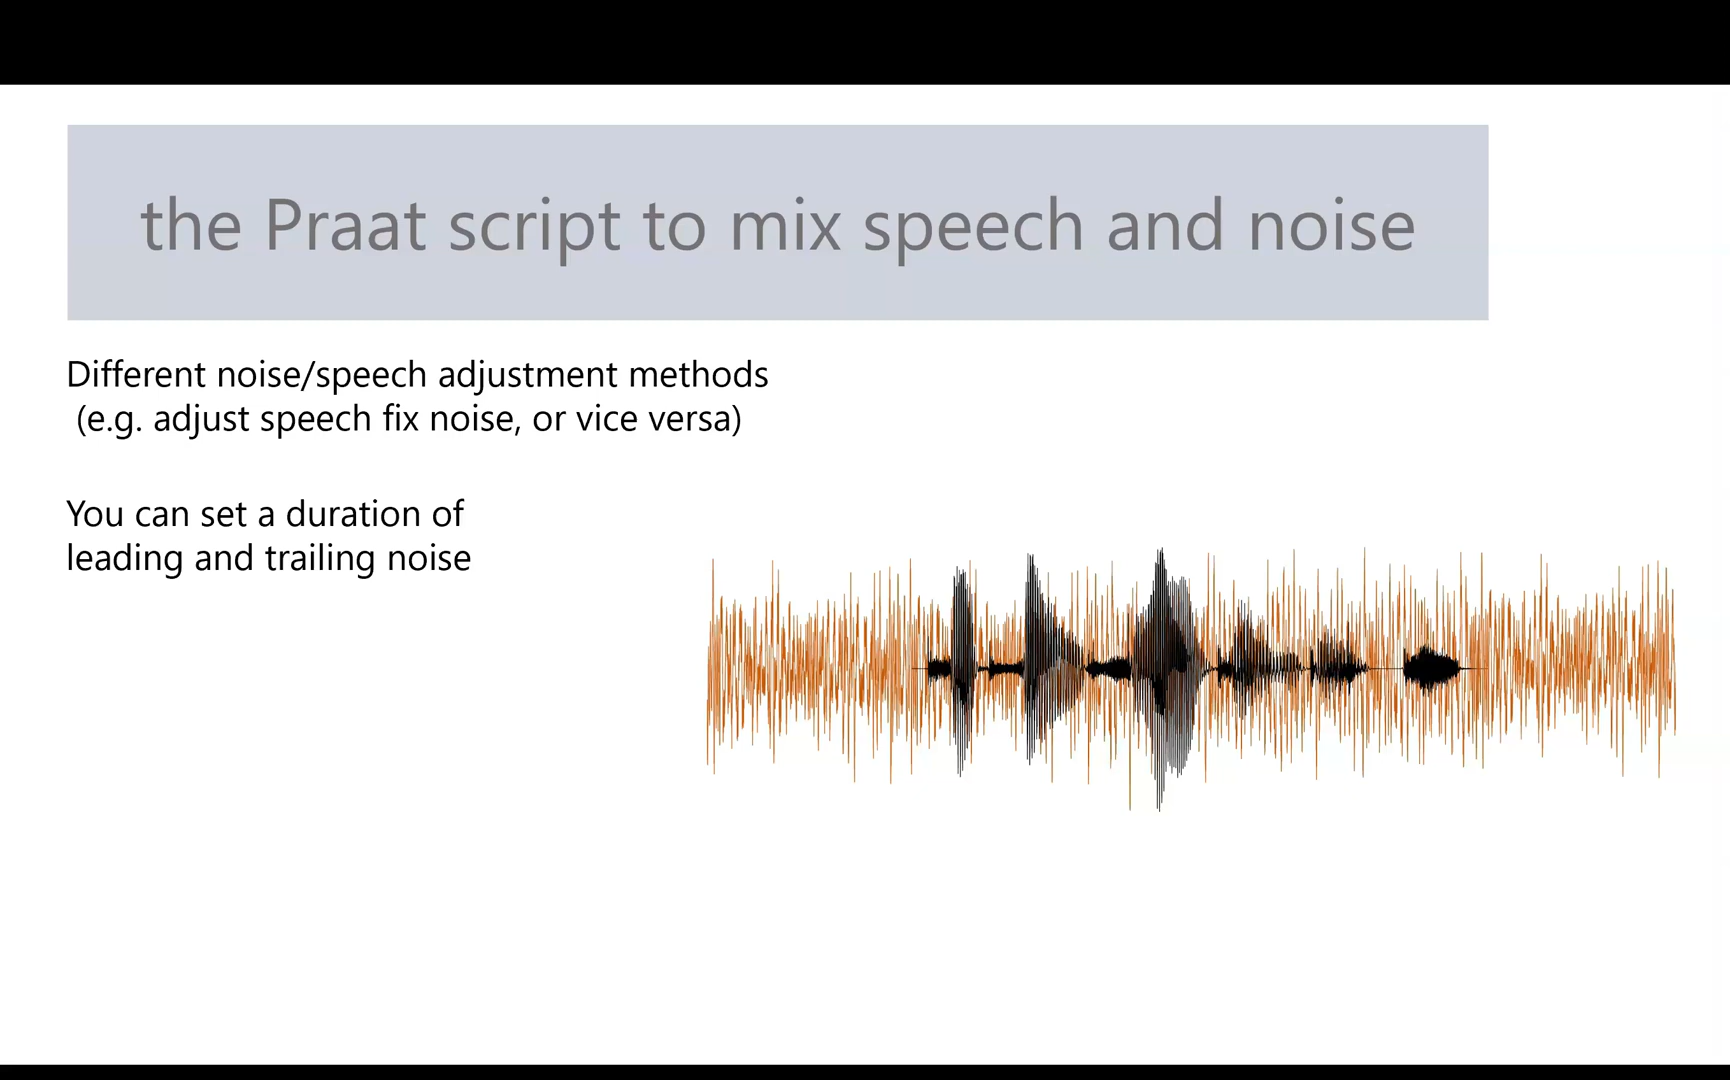 the Praat script to mix speech and noise
Different noise/speech adjustment methods
(e.g. adjust speech fix noise, or vice versa)
You can set a duration of
leading and trailing noise